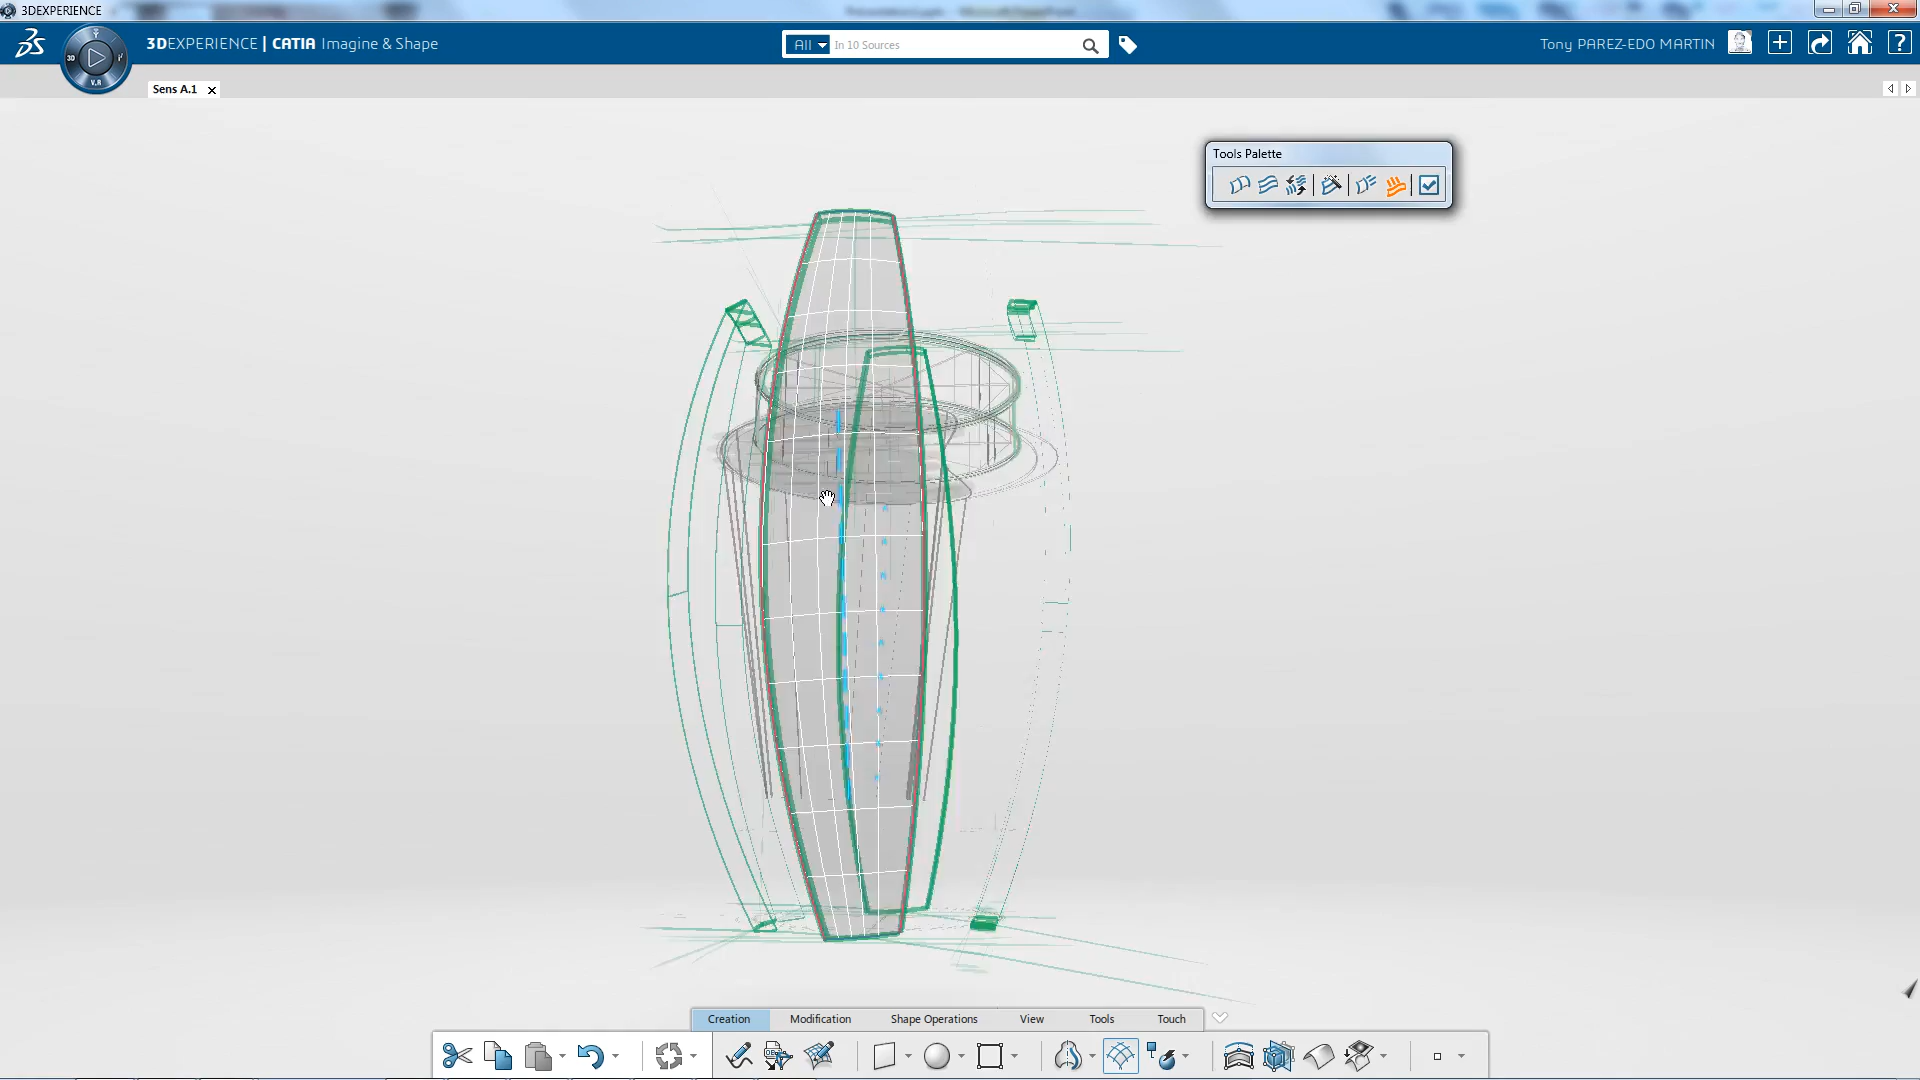 3DEXPERIENCE
3DEXPERIENCE | CATIA Imagine & Shape
All
In 10 Sources
Tony PAREZ-EDO MARTIN
3D
V.R
Sens A.1
Tools Palette
Creation
Modification
Shape Operations
View
Tools
Touch